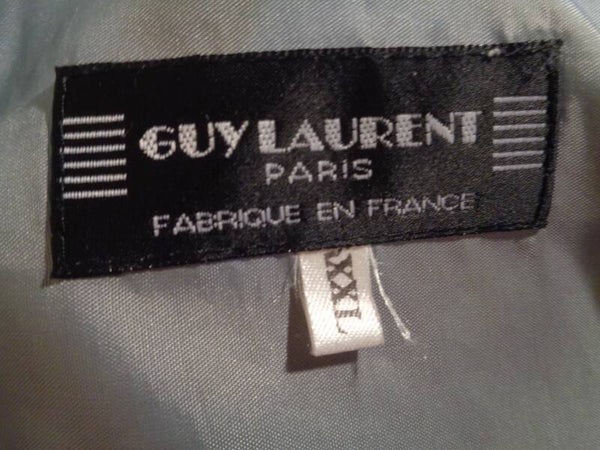 GUY LAURENT
PARIS
FABRIQUE EN FRANCE
XXL